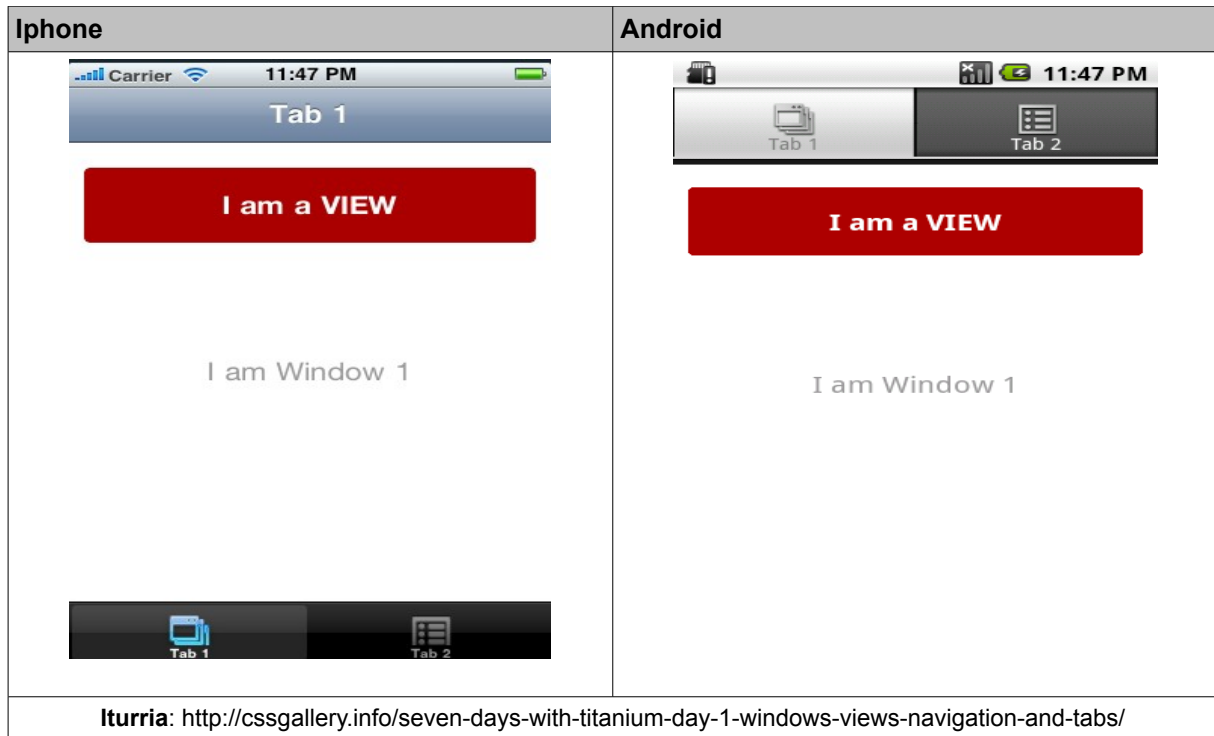 Iphone
Carrier 11:47 PM
Tab 1
I am a VIEW
I am Window 1
Tab 1 Tab 2
Android
11:47 PM
Tab 1 Tab 2
I am a VIEW
I am Window 1
Iturria: http://cssgallery.info/seven-days-with-titanium-day-1-windows-views-navigation-and-tabs/